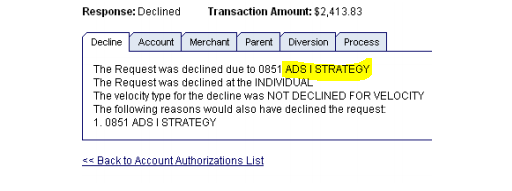 Response: Declined Transaction Amount: $2,413.83
Decline Account Merchant Parent Diversion Process
The Request was declined due to 0851 ADS I STRATEGY
The Request was declined at the INDIVIDUAL
The velocity type for the decline was NOT DECLINED FOR VELOCITY
The following reasons would also have declined the request:
1. 0851 ADS I STRATEGY
<< Back to Account Authorizations List